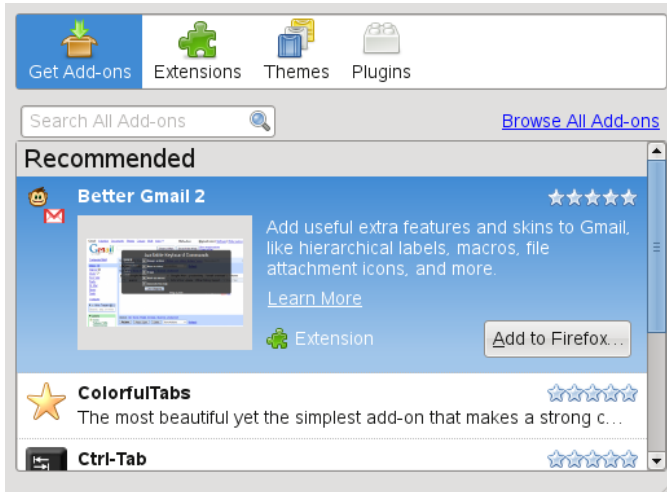 Get Add-ons Extensions Themes Plugins
Search All Add-ons Browse All Add-ons
Recommended
Better Gmail 2
Add useful extra features and skins to Gmail,
like hierarchical labels, macros, file
attachment icons, and more.
Gmail
Learn More
Extension Add to Firefox...
ColorfulTabs
The most beautiful yet the simplest add-on that makes a strong c...
Ctrl-Tab